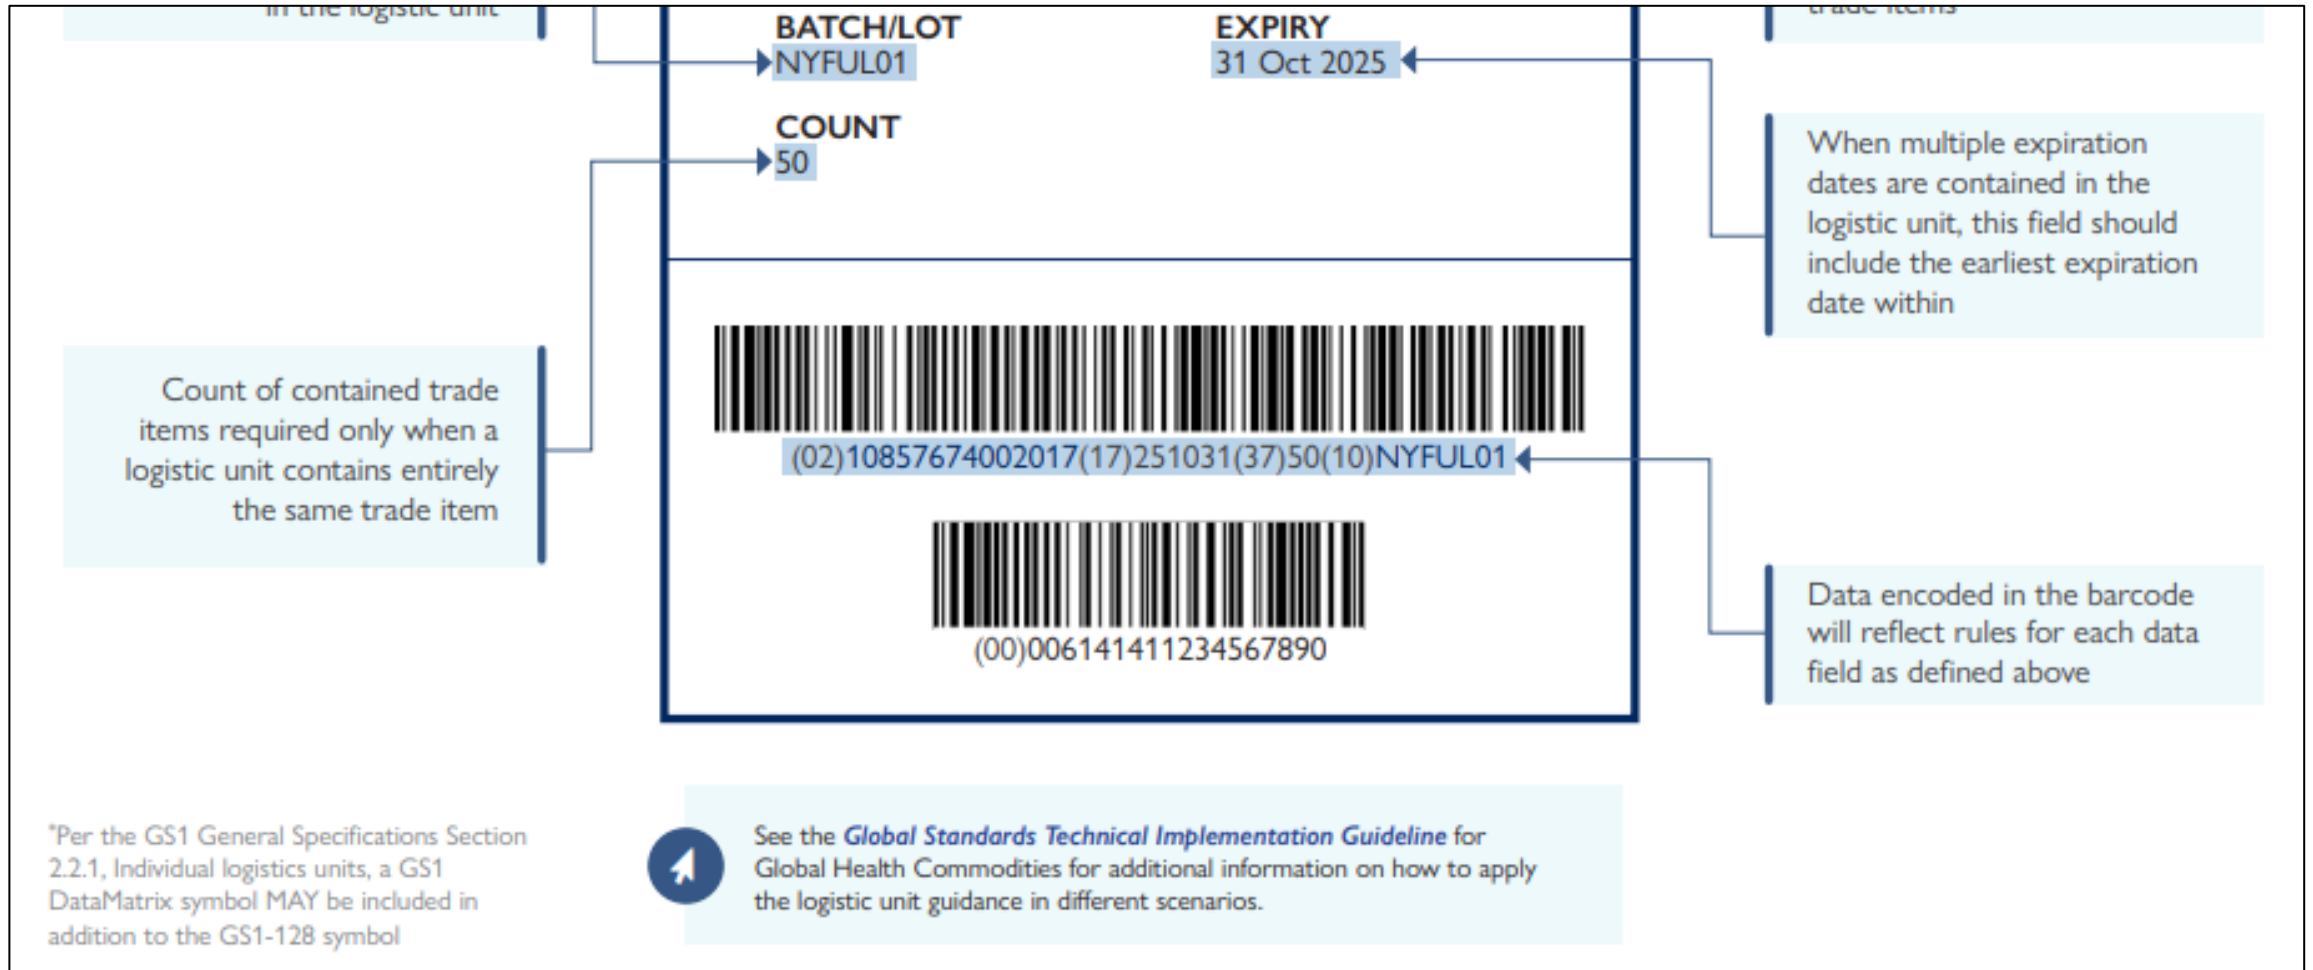 in the logistic unit
trade items
BATCH/LOT
NYFUL01
EXPIRY
31 Oct 2025
COUNT
50
When multiple expiration
dates are contained in the
logistic unit, this field should
include the earliest expiration
date within
Count of contained trade
items required only when a
logistic unit contains entirely
the same trade item
(02)10857674002017(17)251031(37)50(10)NYFUL01
(00)006141411234567890
Data encoded in the barcode
will reflect rules for each data
field as defined above
*Per the GS1 General Specifications Section
2.2.1, Individual logistics units, a GS1
DataMatrix symbol MAY be included in
addition to the GS1-128 symbol
See the Global Standards Technical Implementation Guideline for
Global Health Commodities for additional information on how to apply
the logistic unit guidance in different scenarios.